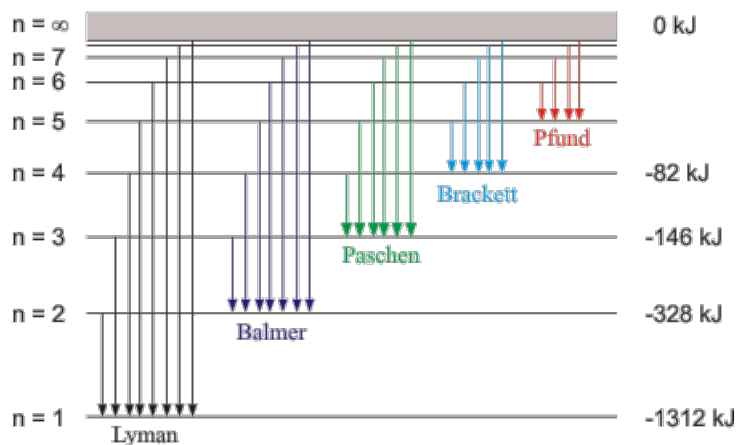 n = ∞ 0 kJ
n = 7
n = 6
n = 5
Pfund
n = 4 -82 kJ
Brackett
n = 3 -146 kJ
Paschen
n = 2 -328 kJ
Balmer
n = 1 -1312 kJ
Lyman